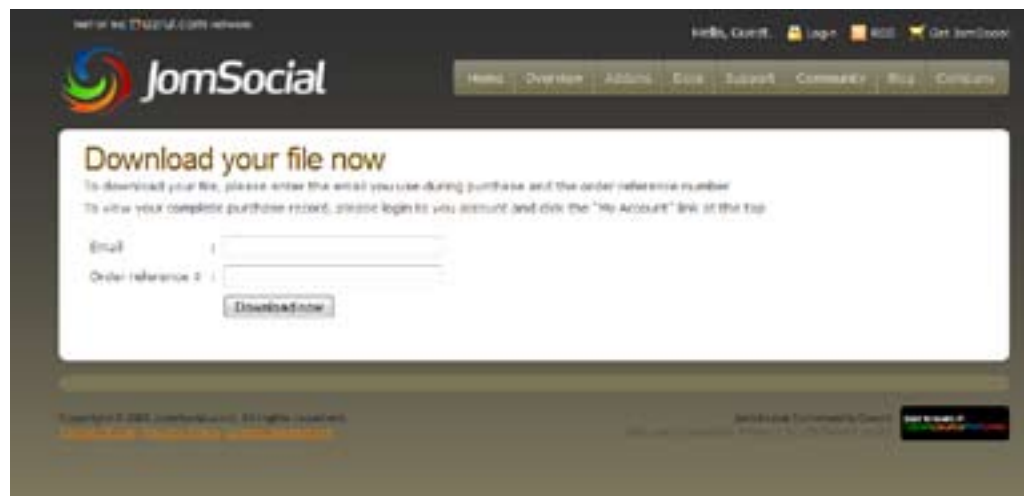 Hello, Guest. Login RSS Get JomSocial
JomSocial
Home Overview Addons Docs Support Community Blog Company
Download your file now
To download your file, please enter the email you use during purchase and the order reference number
To view your complete purchase record, please login to you account and click the "My Account" link at the top
Email :
Order reference # :
Download now
All rights reserved